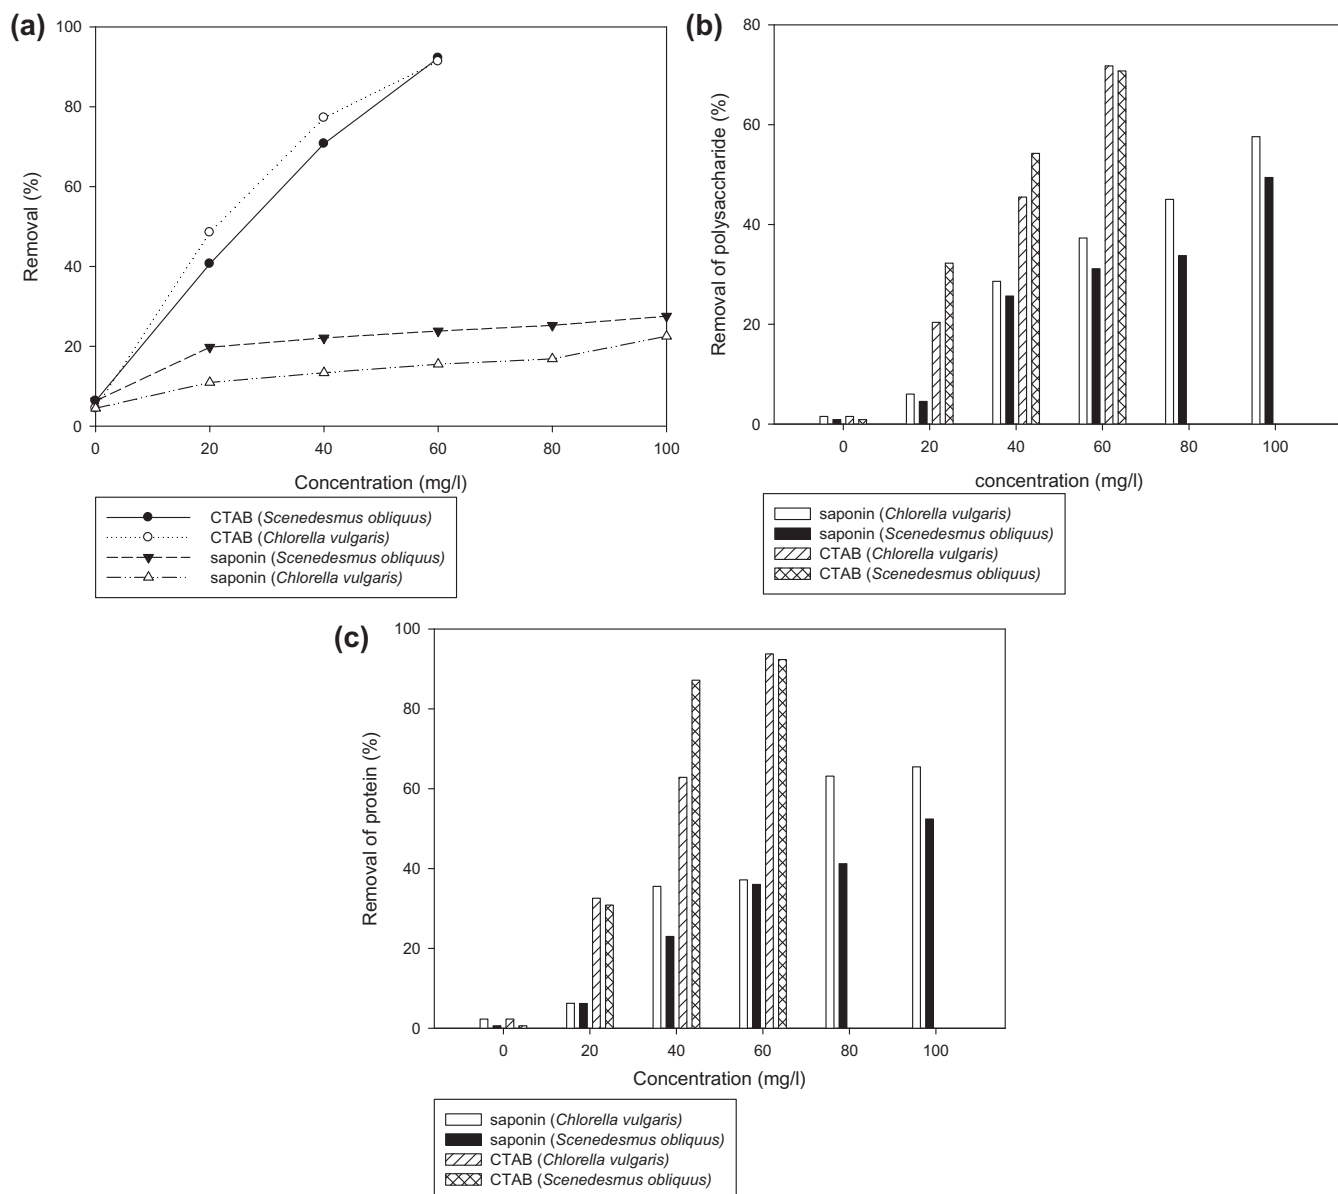 (a)
100
80
60
40
20
0
Removal (%)
0 20 40 60 80 100
Concentration (mg/l)
CTAB (Scenedesmus obliquus)
CTAB (Chlorella vulgaris)
saponin (Scenedesmus obliquus)
saponin (Chlorella vulgaris)
(b)
80
60
40
20
0
Removal of polysaccharide (%)
0 20 40 60 80 100
concentration (mg/l)
saponin (Chlorella vulgaris)
saponin (Scenedesmus obliquus)
CTAB (Chlorella vulgaris)
CTAB (Scenedesmus obliquus)
(c)
100
80
60
40
20
0
Removal of protein (%)
0 20 40 60 80 100
Concentration (mg/l)
saponin (Chlorella vulgaris)
saponin (Scenedesmus obliquus)
CTAB (Chlorella vulgaris)
CTAB (Scenedesmus obliquus)